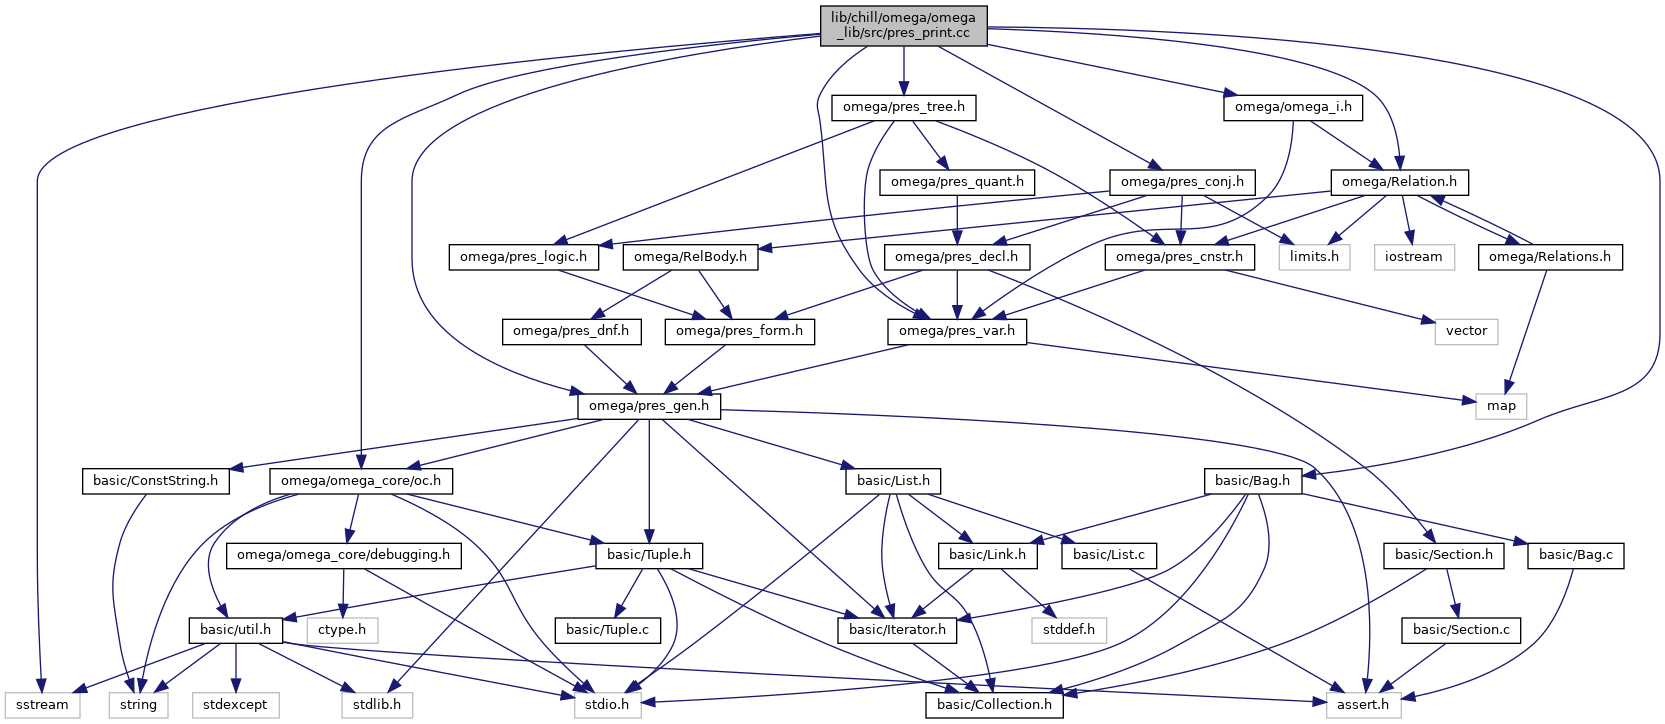 lib/chill/omega/omega
_lib/src/pres_print.cc
omega/pres_tree.h
omega/omega_i.h
omega/pres_quant.h
omega/pres_conj.h
omega/Relation.h
omega/pres_logic.h
omega/RelBody.h
omega/pres_decl.h
omega/pres_cnstr.h
limits.h
iostream
omega/Relations.h
omega/pres_dnf.h
omega/pres_form.h
omega/pres_var.h
vector
omega/pres_gen.h
map
basic/ConstString.h
omega/omega_core/oc.h
basic/List.h
basic/Bag.h
omega/omega_core/debugging.h
basic/Tuple.h
basic/Link.h
basic/List.c
basic/Section.h
basic/Bag.c
basic/util.h
ctype.h
basic/Tuple.c
basic/Iterator.h
stddef.h
basic/Section.c
sstream
string
stdexcept
stdlib.h
stdio.h
basic/Collection.h
assert.h